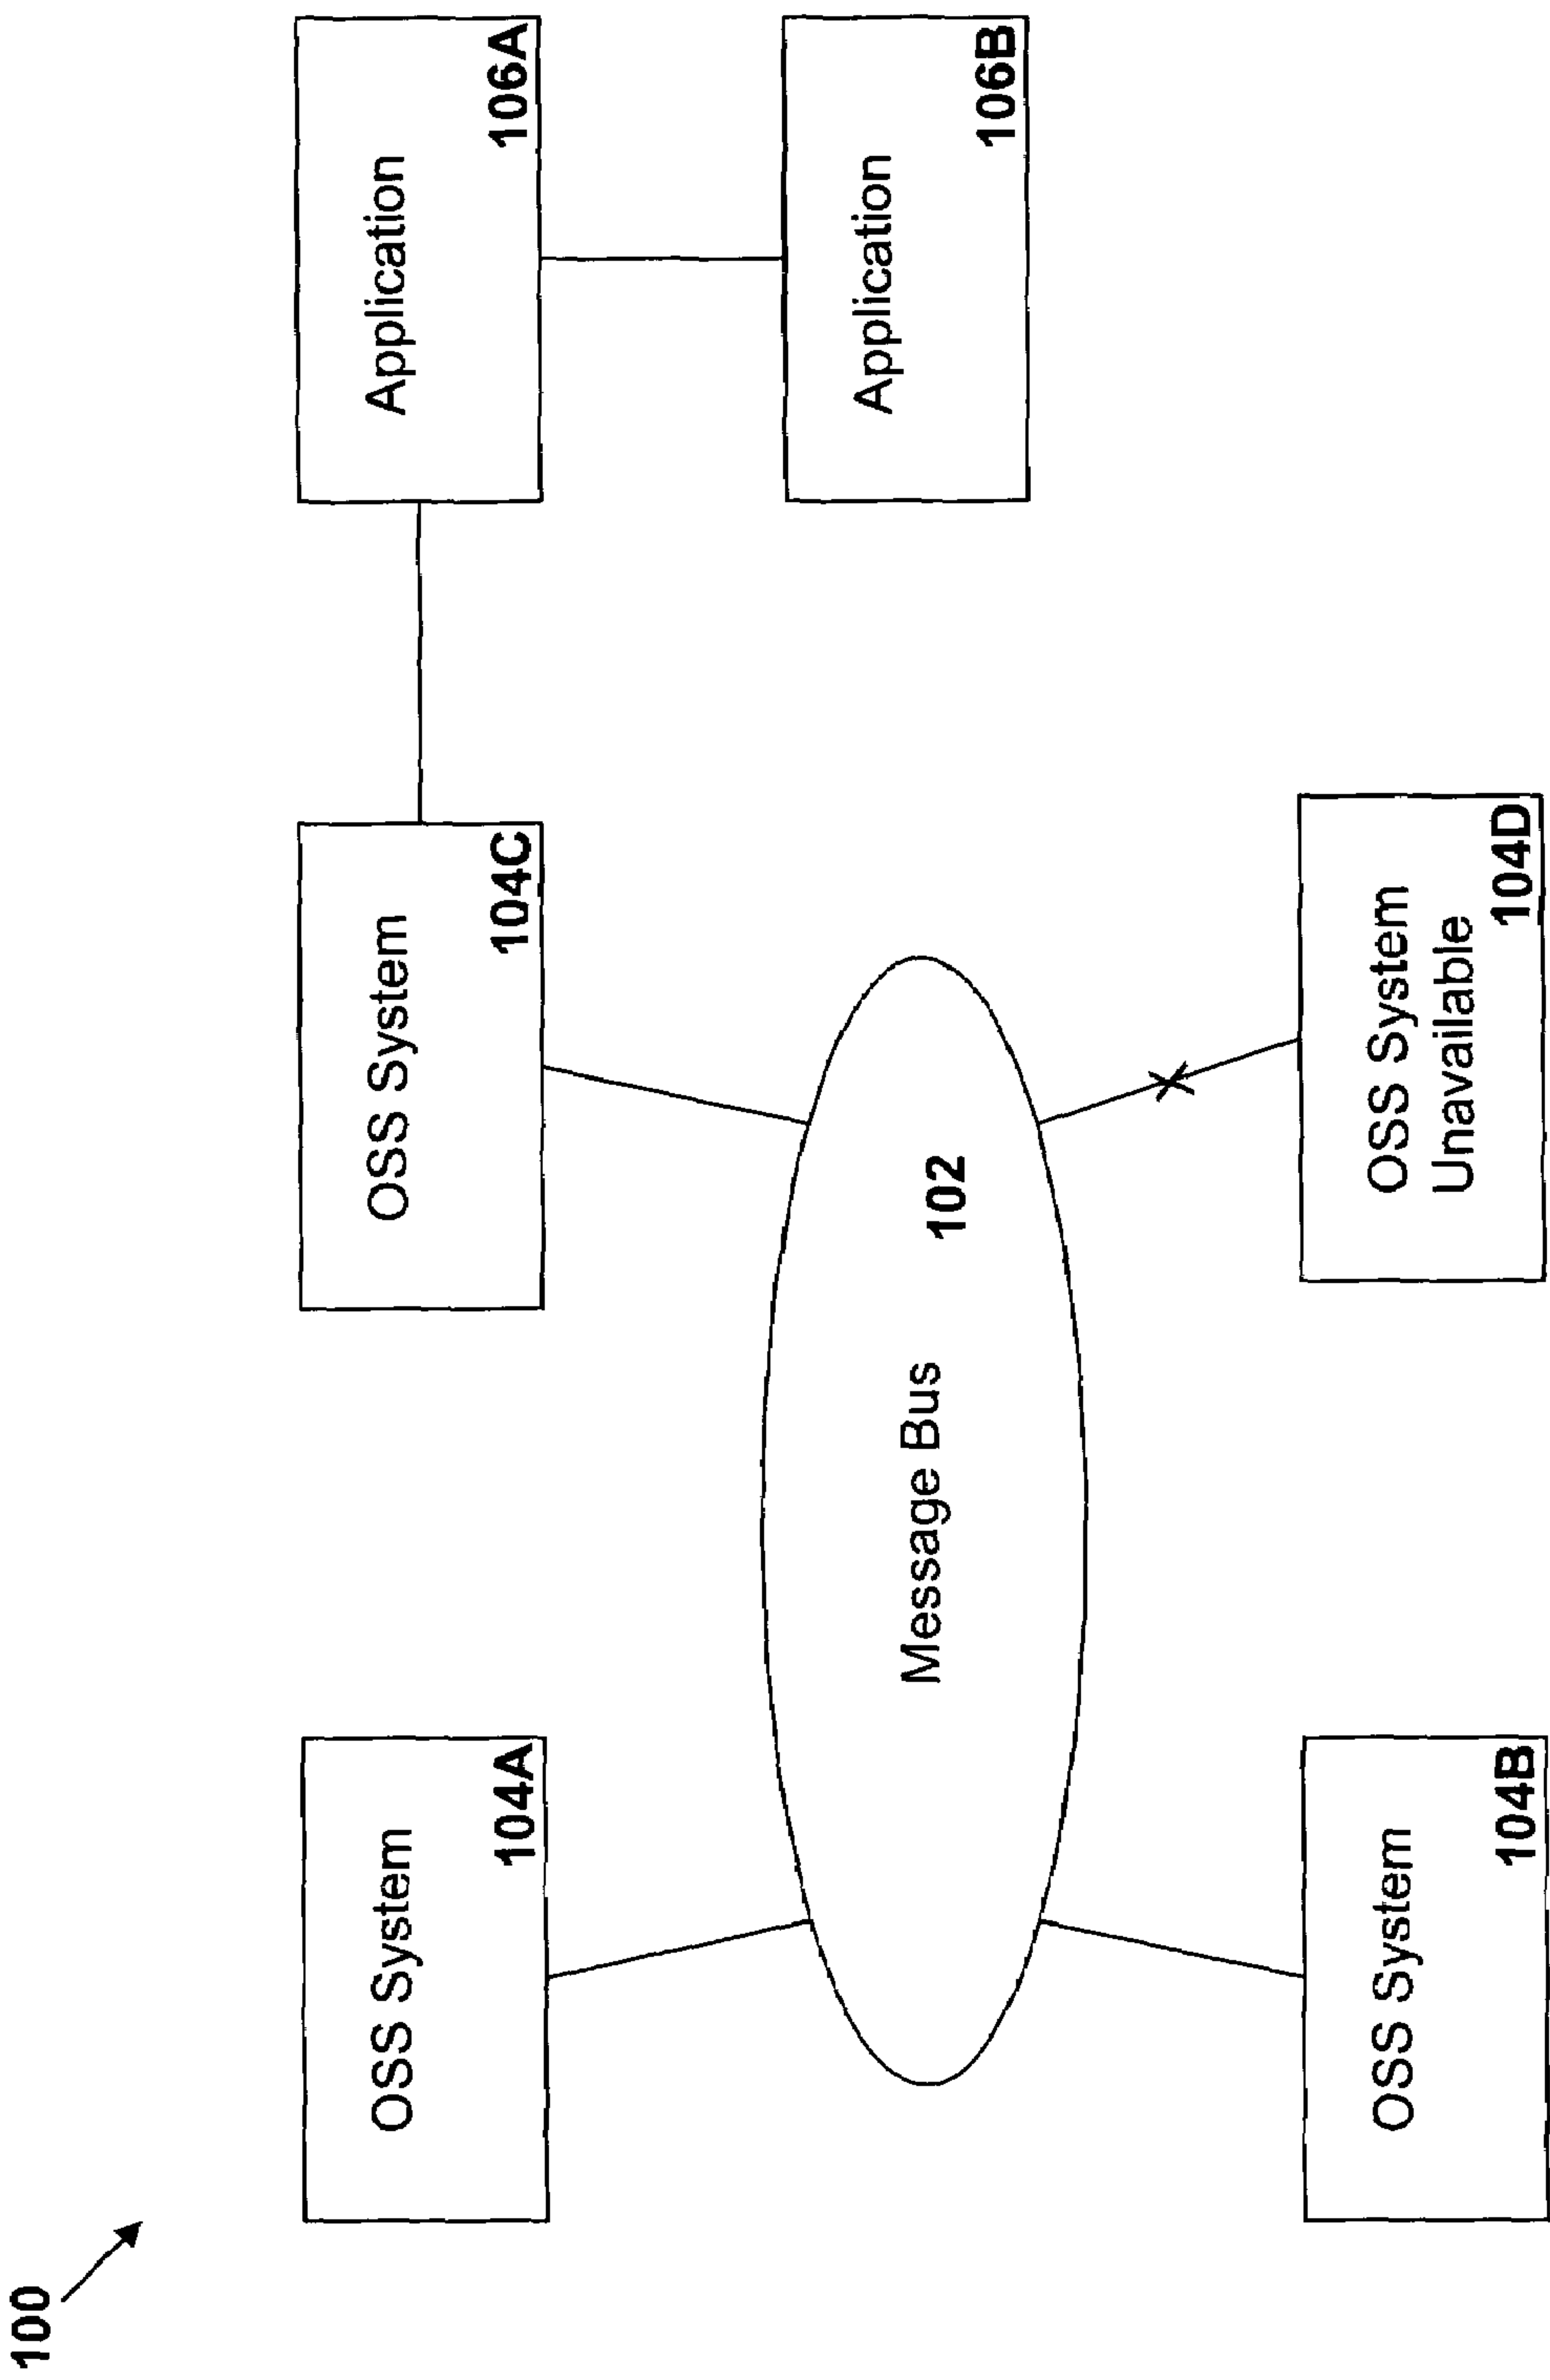 100
OSS System
104A
OSS System
104C
Application
106A
Message Bus
102
Application
106B
OSS System
104B
OSS System
Unavailable
104D